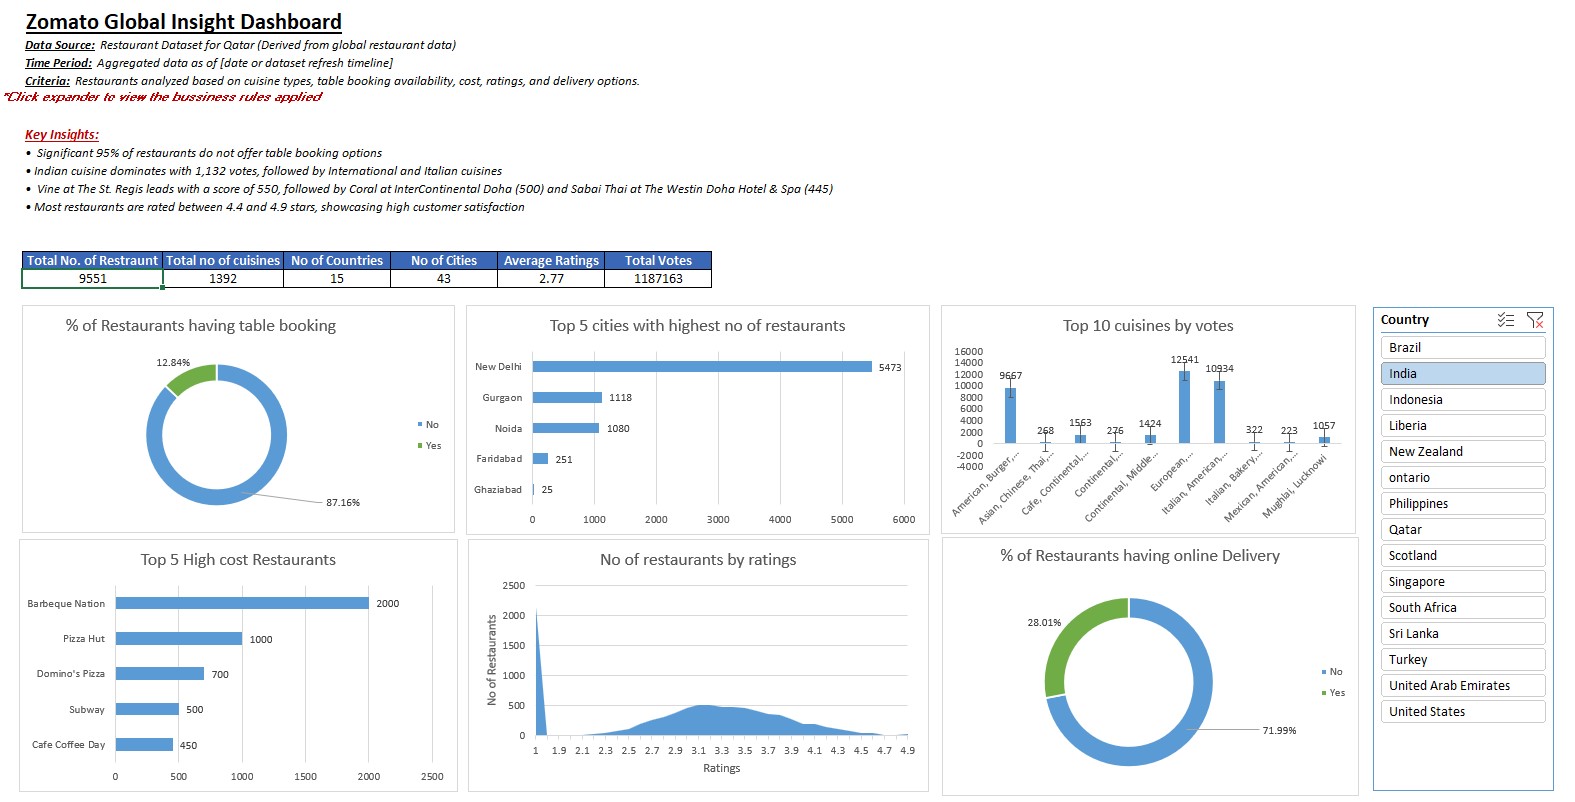 Zomato Global Insight Dashboard
Data Source: Restaurant Dataset for Qatar (Derived from global restaurant data)
Time Period: Aggregated data as of [date or dataset refresh timeline]
Criteria: Restaurants analyzed based on cuisine types, table booking availability, cost, ratings, and delivery options.
*Click expander to view the bussiness rules applied
Key Insights:
• Significant 95% of restaurants do not offer table booking options
• Indian cuisine dominates with 1,132 votes, followed by International and Italian cuisines
• Vine at The St. Regis leads with a score of 550, followed by Coral at InterContinental Doha (500) and Sabai Thai at The Westin Doha Hotel & Spa (445)
• Most restaurants are rated between 4.4 and 4.9 stars, showcasing high customer satisfaction
Total No. of Restraunt Total no of cuisines No of Countries No of Cities Average Ratings Total Votes
9551 1392 15 43 2.77 1187163
% of Restaurants having table booking
12.84%
No
Yes
87.16%
Top 5 cities with highest no of restaurants
New Delhi 5473
Gurgaon 1118
Noida 1080
Faridabad 251
Ghaziabad 25
0 1000 2000 3000 4000 5000 6000
Top 10 cuisines by votes
16000
14000
12000
10000
8000
6000
4000
2000
0
-2000
-4000
9667 268 1563 276 1424 12541 10934 322 223 1057
American, Burger,...
Asian, Chinese, Thai,...
Cafe, Continental,...
Continental,...
Continental, Middle...
European,...
Italian, American,...
Italian, Bakery,...
Mexican, American,...
Mughlai, Lucknowi
Country
Brazil
India
Indonesia
Liberia
New Zealand
ontario
Philippines
Qatar
Scotland
Singapore
South Africa
Sri Lanka
Turkey
United Arab Emirates
United States
Top 5 High cost Restaurants
Barbeque Nation 2000
Pizza Hut 1000
Domino's Pizza 700
Subway 500
Cafe Coffee Day 450
0 500 1000 1500 2000 2500
No of restaurants by ratings
No of Restaurants
2500
2000
1500
1000
500
0
1 1.9 2.1 2.3 2.5 2.7 2.9 3.1 3.3 3.5 3.7 3.9 4.1 4.3 4.5 4.7 4.9
Ratings
% of Restaurants having online Delivery
28.01%
No
Yes
71.99%